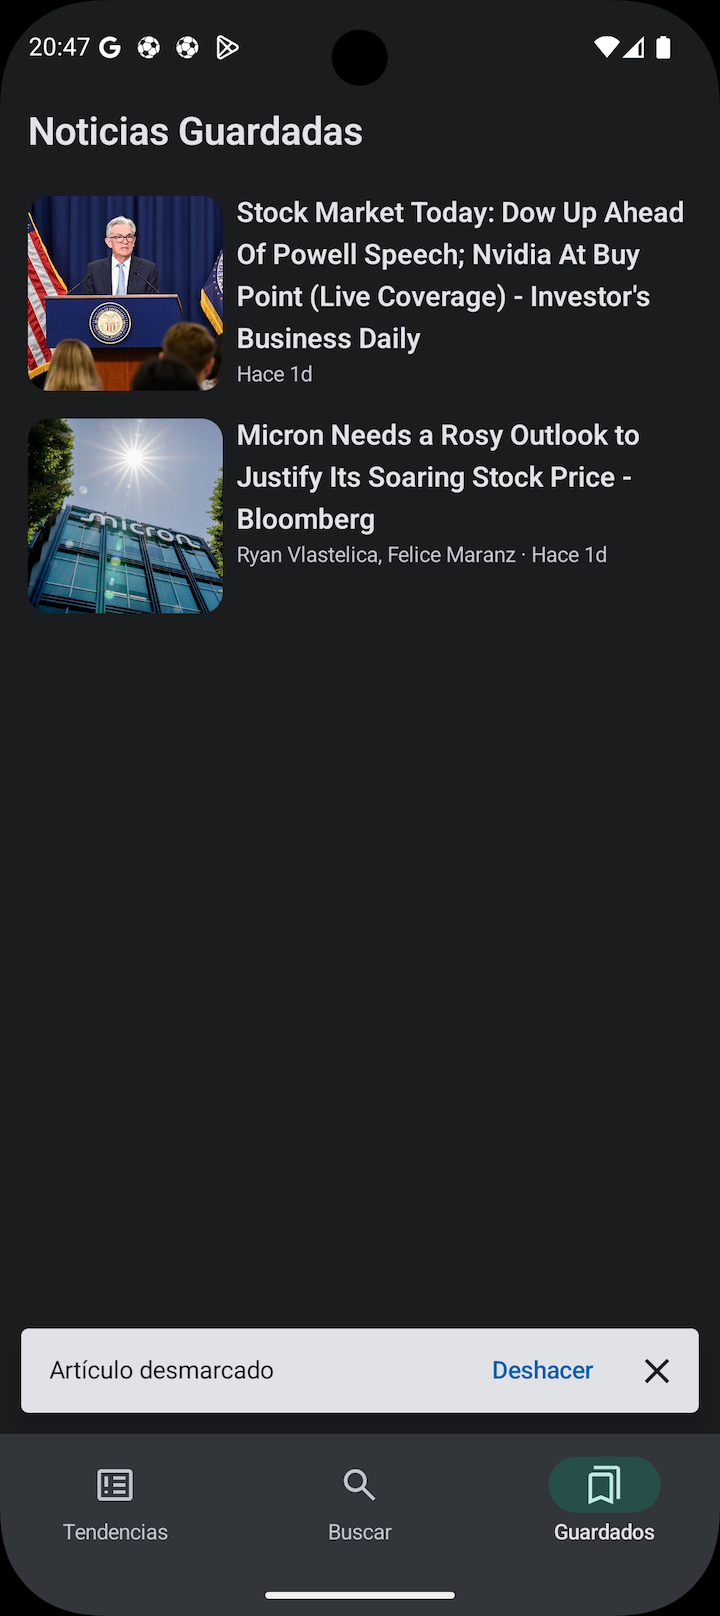 20:47
Noticias Guardadas
Stock Market Today: Dow Up Ahead
Of Powell Speech; Nvidia At Buy
Point (Live Coverage) - Investor's
Business Daily
Hace 1d
Micron Needs a Rosy Outlook to
Justify Its Soaring Stock Price -
Bloomberg
Ryan Vlastelica, Felice Maranz · Hace 1d
micron
Artículo desmarcado
Deshacer
Tendencias
Buscar
Guardados